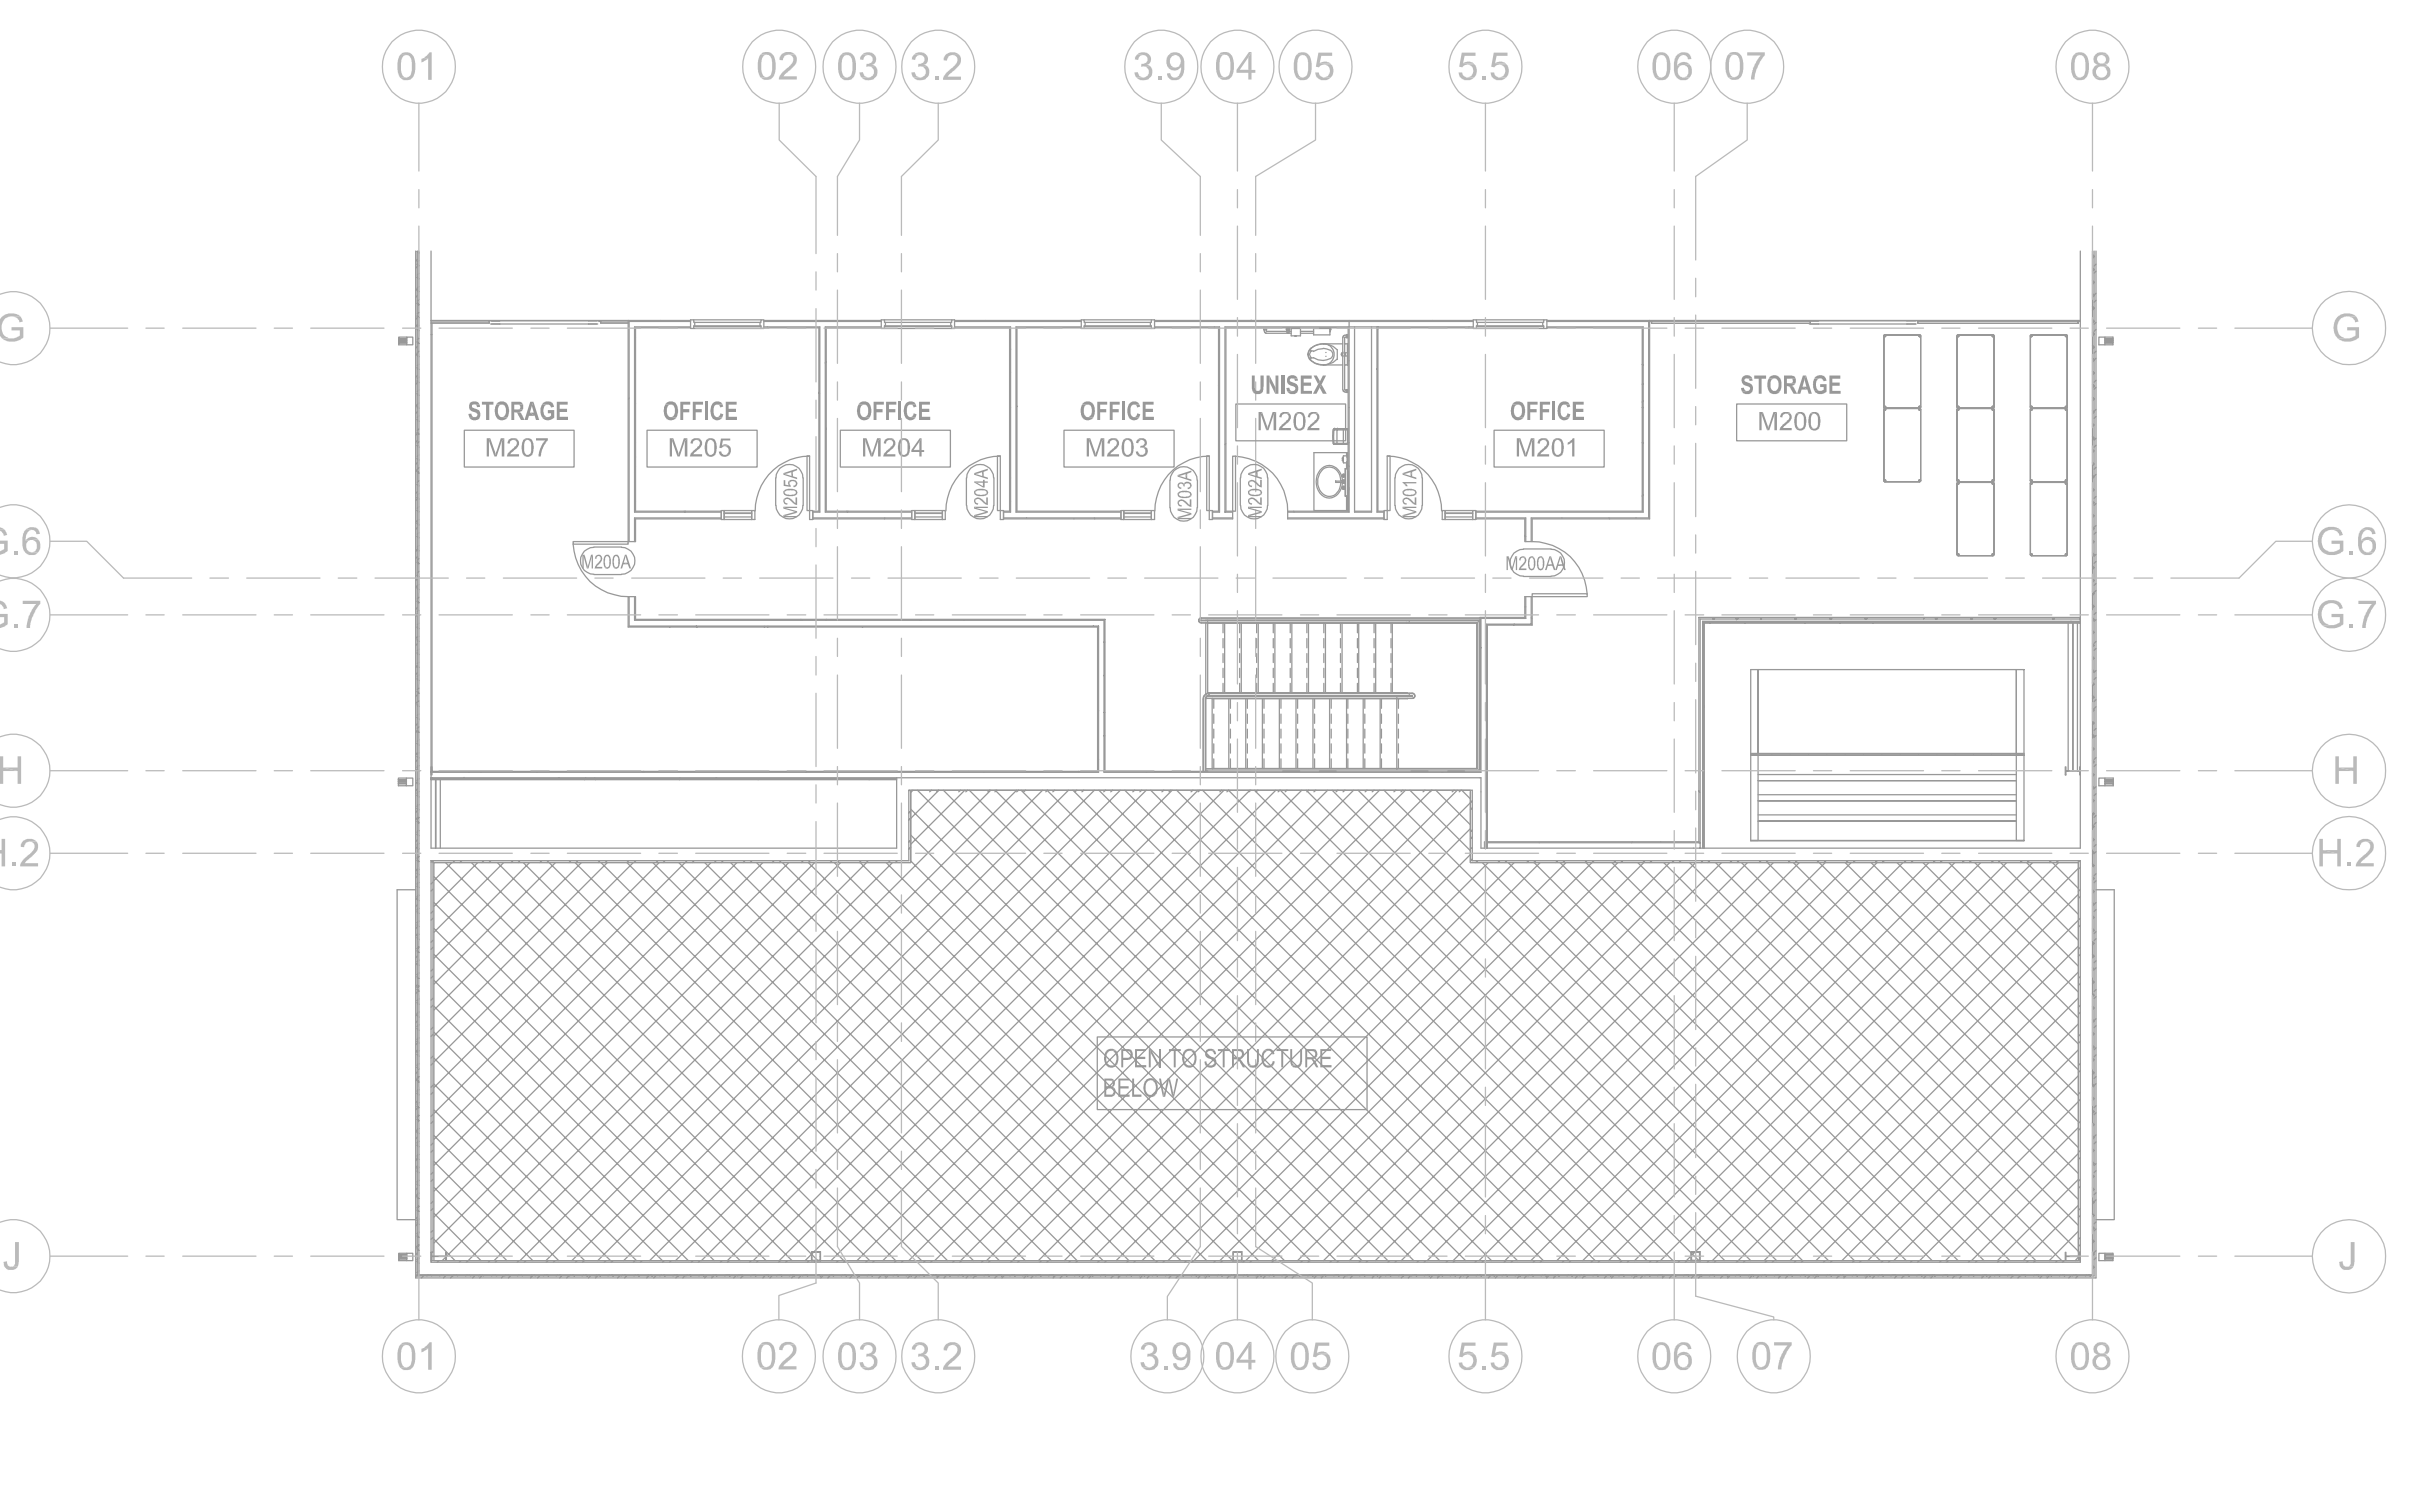 01 02 03 3.2 3.9 04 05 5.5 06 07 08
G G
STORAGE
M207
OFFICE
M205
OFFICE
M204
OFFICE
M203
UNISEX
M202
OFFICE
M201
STORAGE
M200
M205A
M204A
M203A
M202A
M201A
G.6 G.6
M200A
M200AA
G.7 G.7
H H
H.2 H.2
OPEN TO STRUCTURE
BELOW
J J
01 02 03 3.2 3.9 04 05 5.5 06 07 08